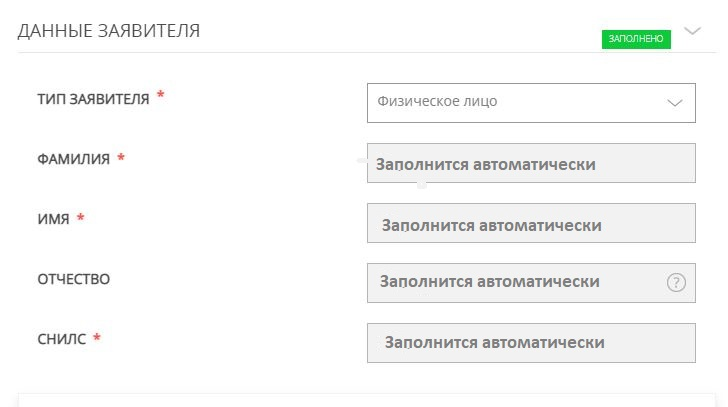 ДАННЫЕ ЗАЯВИТЕЛЯ
ЗАПОЛНЕНО
ТИП ЗАЯВИТЕЛЯ * Физическое лицо
ФАМИЛИЯ * Заполнится автоматически
ИМЯ * Заполнится автоматически
ОТЧЕСТВО Заполнится автоматически ?
СНИЛС * Заполнится автоматически